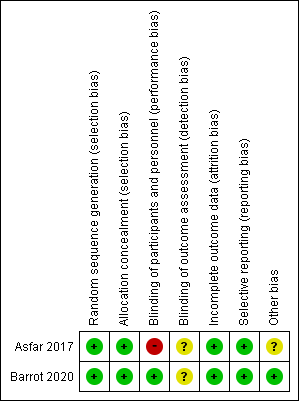 Random sequence generation (selection bias)
Allocation concealment (selection bias)
Blinding of participants and personnel (performance bias)
Blinding of outcome assessment (detection bias)
Incomplete outcome data (attrition bias)
Selective reporting (reporting bias)
Other bias
Asfar 2017 + + - ? + + ?
Barrot 2020 + + + ? + + +